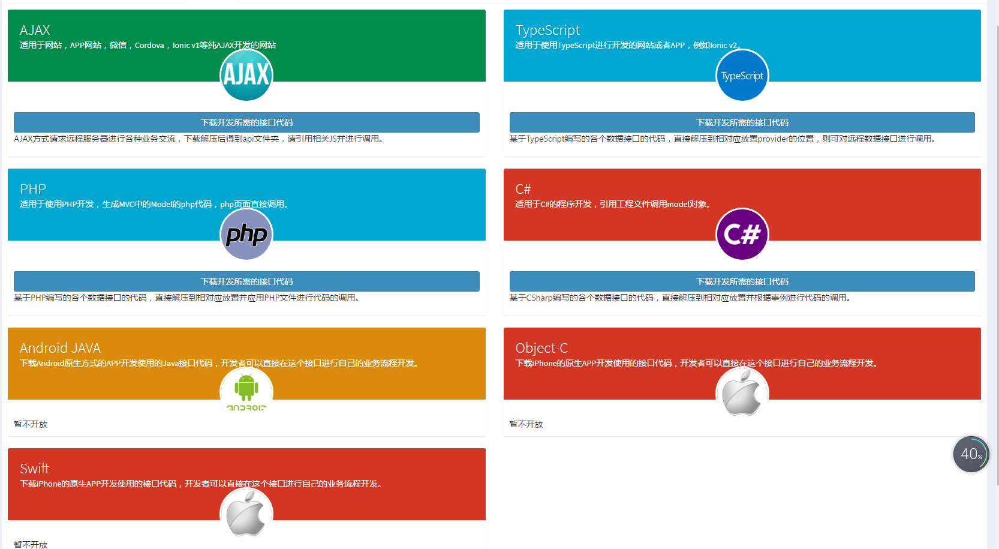 AJAX
适用于网站，APP网站，微信，Cordova，Ionic v1等纯AJAX开发的网站
AJAX
下载开发所需的接口代码
AJAX方式请求远程服务器进行各种业务交流，下载解压后得到api文件夹，请引用相关JS并进行调用。
TypeScript
适用于使用TypeScript进行开发的网站或者APP，例如Ionic v2。
TypeScript
下载开发所需的接口代码
基于TypeScript编写的各个数据接口的代码，直接解压到相对应放置provider的位置，则可对远程数据接口进行调用。
PHP
适用于使用PHP开发，生成MVC中的Model的php代码，php页面直接调用。
php
下载开发所需的接口代码
基于PHP编写的各个数据接口的代码，直接解压到相对应放置并应用PHP文件进行代码的调用。
C#
适用于C#的程序开发，引用工程文件调用model对象。
C#
下载开发所需的接口代码
基于CSharp编写的各个数据接口的代码，直接解压到相对应放置并根据事例进行代码的调用。
Android JAVA
下载Android原生方式的APP开发使用的Java接口代码，开发者可以直接在这个接口进行自己的业务流程开发。
ANDROID
暂不开放
Object-C
下载iPhone的原生APP开发使用的接口代码，开发者可以直接在这个接口进行自己的业务流程开发。
暂不开放
40%
Swift
下载iPhone的原生APP开发使用的接口代码，开发者可以直接在这个接口进行自己的业务流程开发。
暂不开放